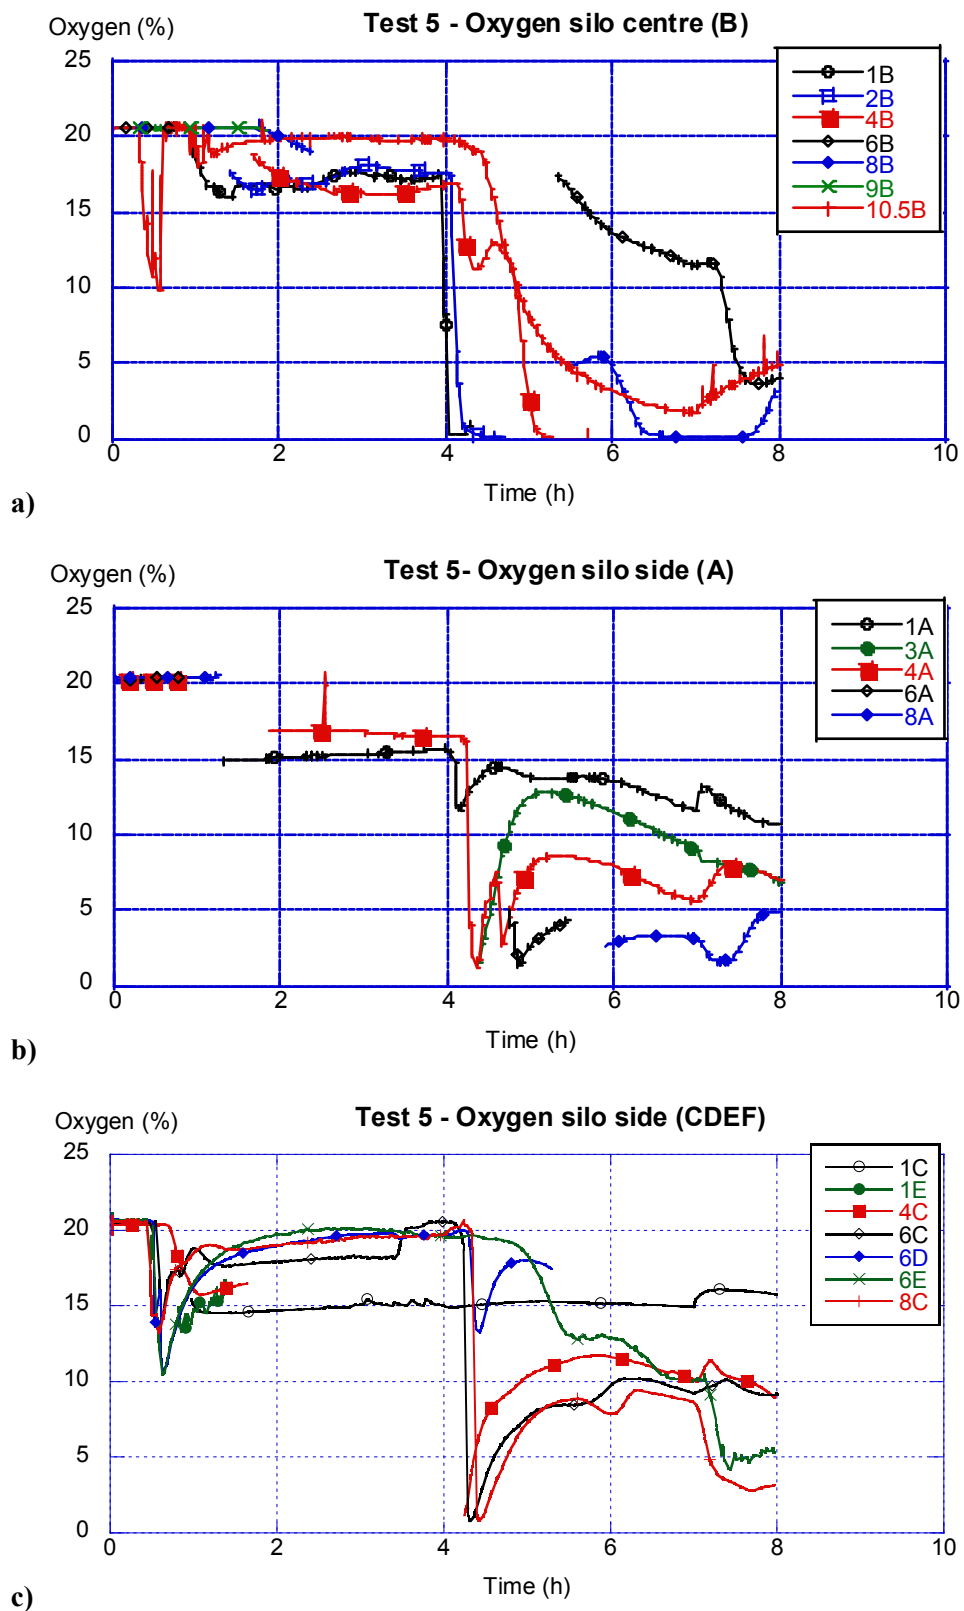 Oxygen (%)
Test 5 - Oxygen silo centre (B)
25
20
15
10
5
0
0 2 4 6 8 10
1B
2B
4B
6B
8B
9B
10.5B
Time (h)
a)
Oxygen (%)
Test 5- Oxygen silo side (A)
25
20
15
10
5
0
0 2 4 6 8 10
1A
3A
4A
6A
8A
Time (h)
b)
Oxygen (%)
Test 5 - Oxygen silo side (CDEF)
25
20
15
10
5
0
0 2 4 6 8 10
1C
1E
4C
6C
6D
6E
8C
Time (h)
c)